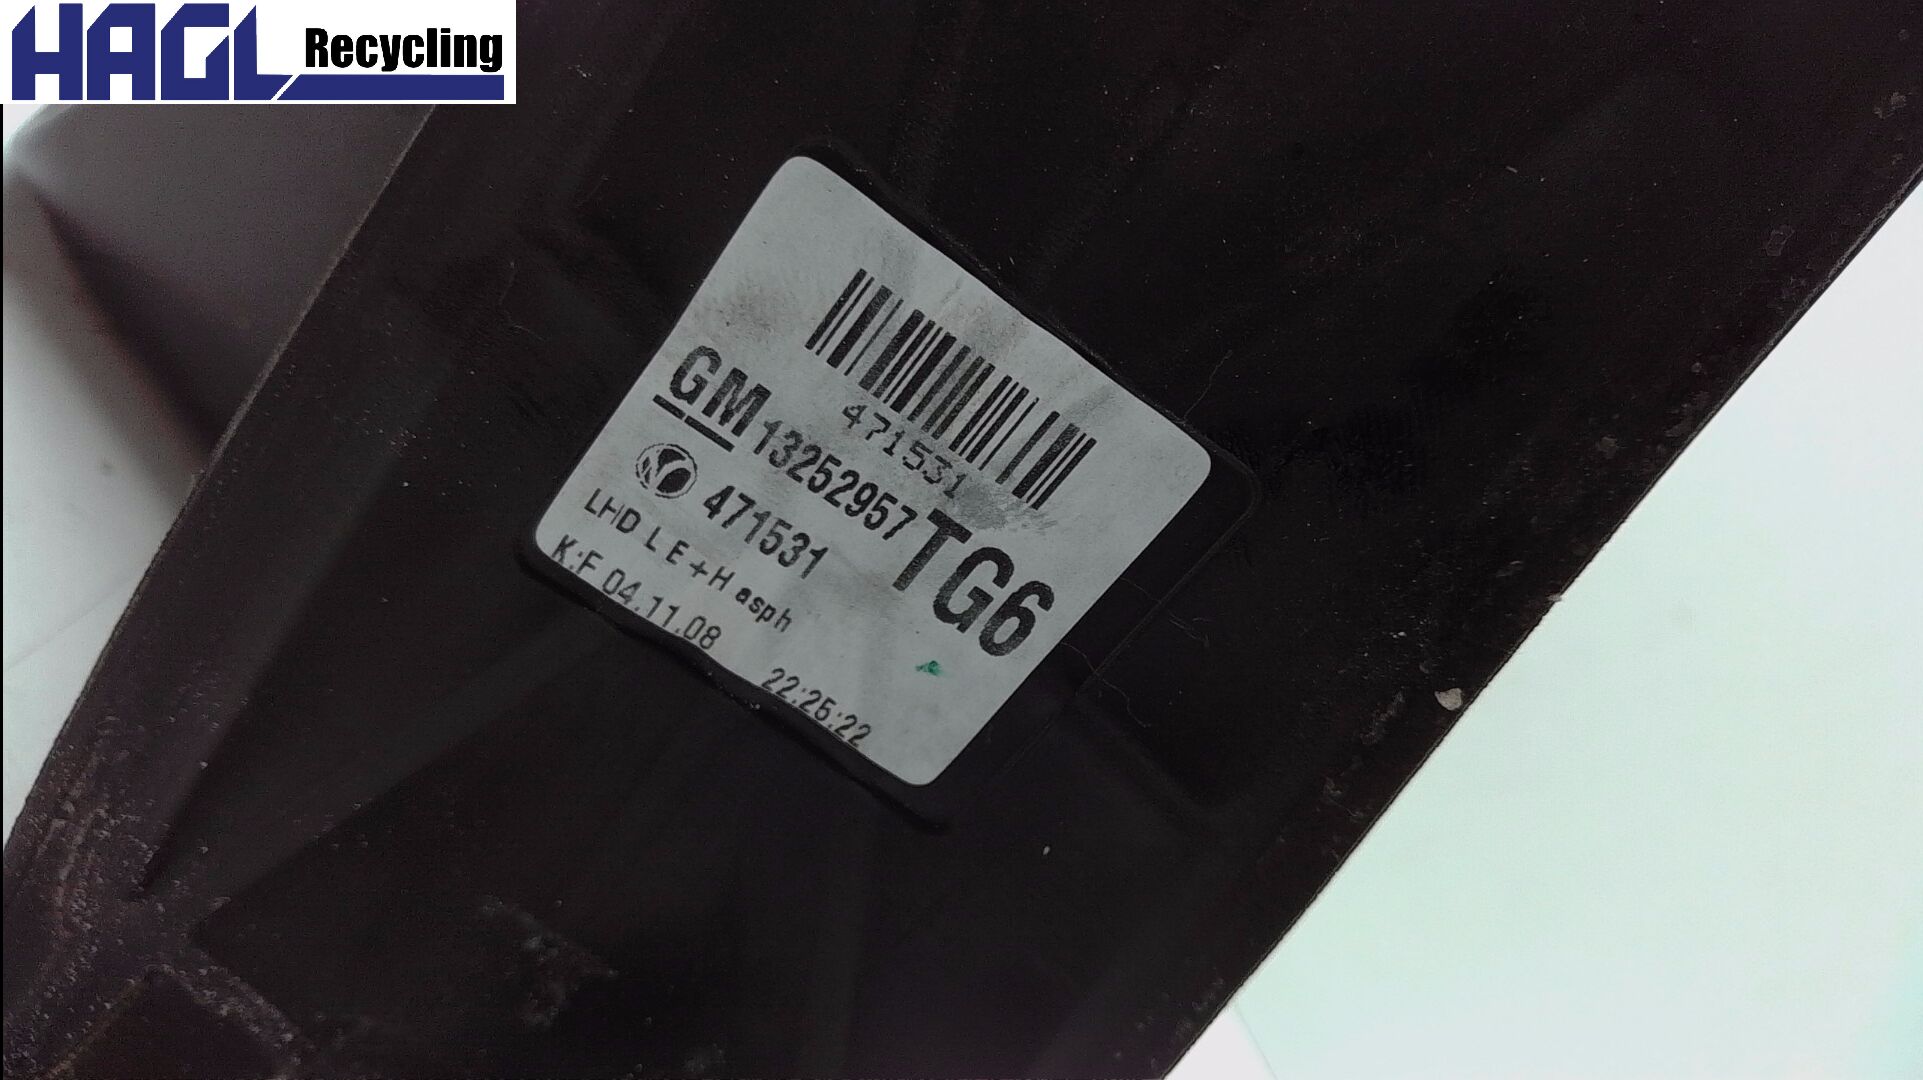 HAGL Recycling
471531
GM 13252957 TG6
471531
LHD L E+H asph
K:F 04.11.08 22:25:22